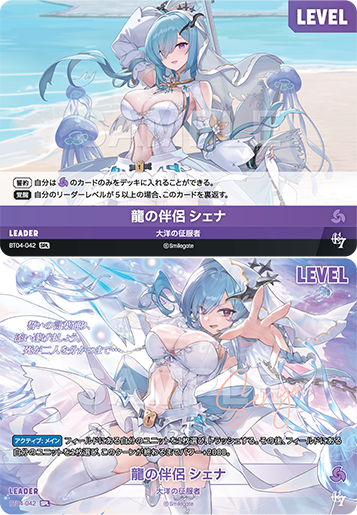 LEVEL
SAMPLE
誓約 自分は のカードのみをデッキに入れることができる。
覚醒 自分のリーダーレベルが5以上の場合、このカードを裏返す。
龍の伴侶 シェナ
LEADER
大洋の征服者
BT04-042 SPL
©Smilegate
LEVEL
SAMPLE
アクティブ:メイン フィールドにある自分のユニットを1枚選び、トラッシュする。その後、フィールドにある
自分のユニットを1枚選び、このターンが終わるまでパワー+2000。
龍の伴侶 シェナ
LEADER
大洋の征服者
BT04-042 SPL
©Smilegate